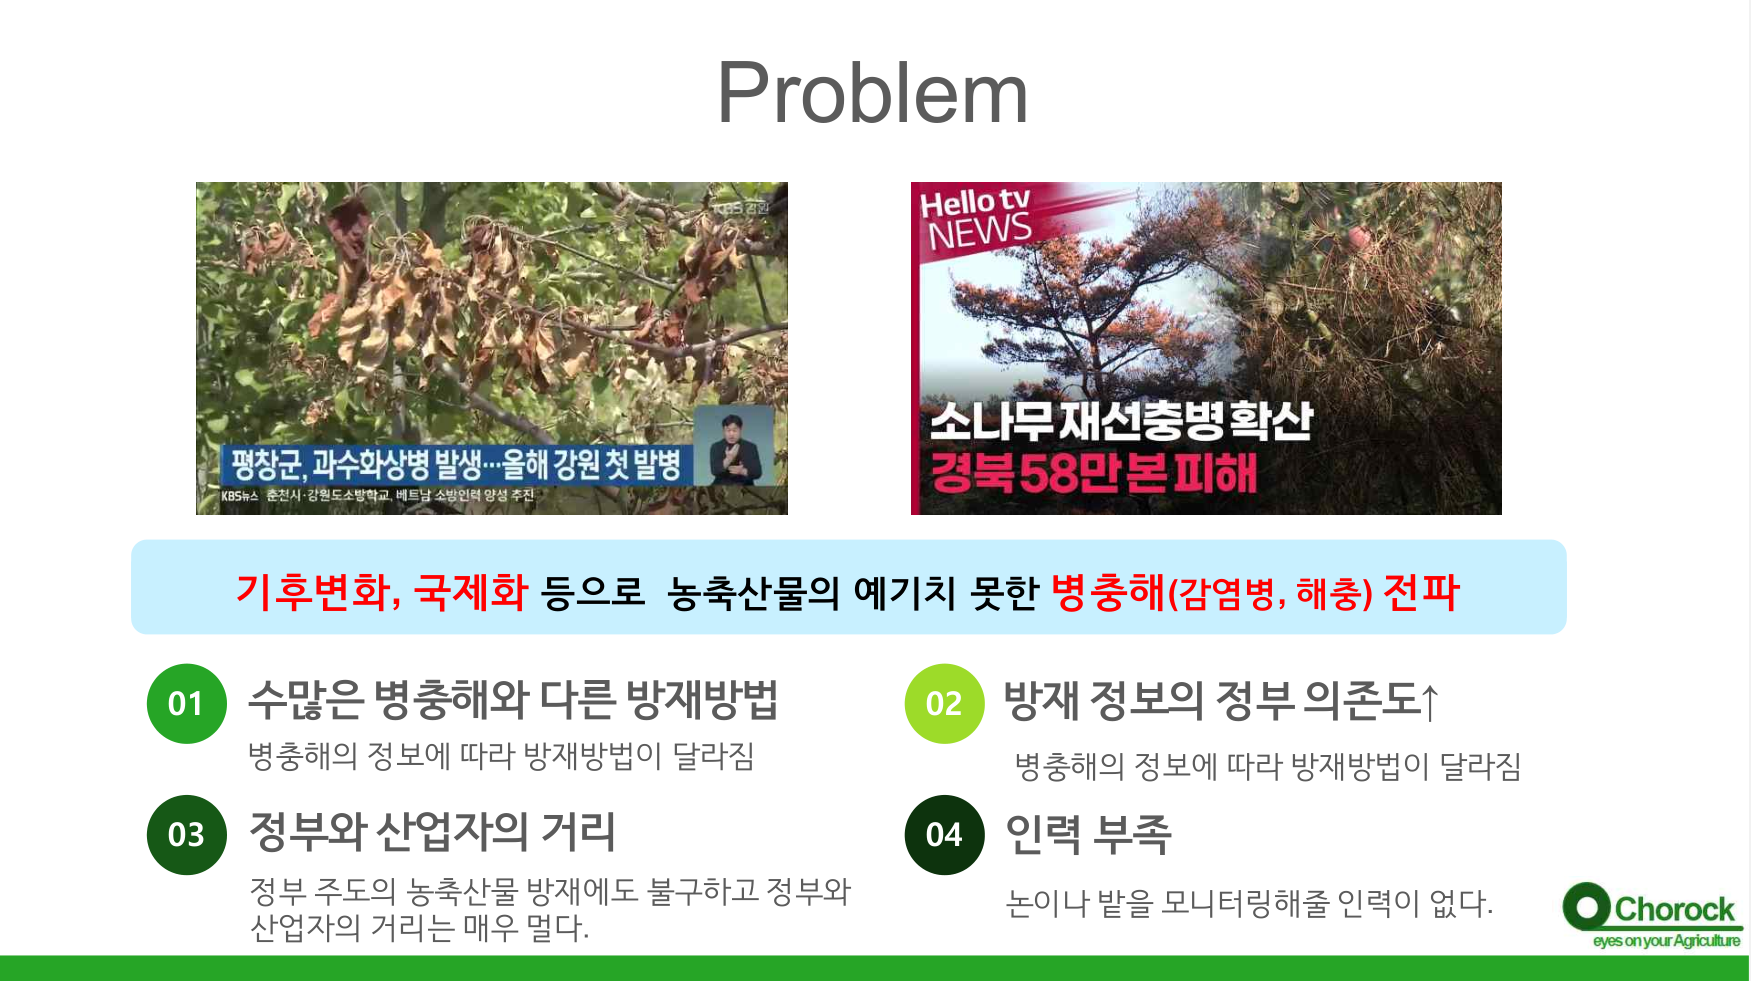 Problem
KBS강원
평창군, 과수화상병 발생…올해 강원 첫 발병
KBS뉴스 춘천시·강원도소방학교, 베트남 소방인력 양성 추진
Hello tv
NEWS
소나무재선충병 확산
경북 58만 본 피해
기후변화, 국제화 등으로 농축산물의 예기치 못한 병충해(감염병, 해충) 전파
01 수많은 병충해와 다른 방재방법
병충해의 정보에 따라 방재방법이 달라짐
02 방재 정보의 정부 의존도↑
병충해의 정보에 따라 방재방법이 달라짐
03 정부와 산업자의 거리
정부 주도의 농축산물 방재에도 불구하고 정부와
산업자의 거리는 매우 멀다.
04 인력 부족
논이나 밭을 모니터링해줄 인력이 없다.
Chorock
eyes on your Agriculture